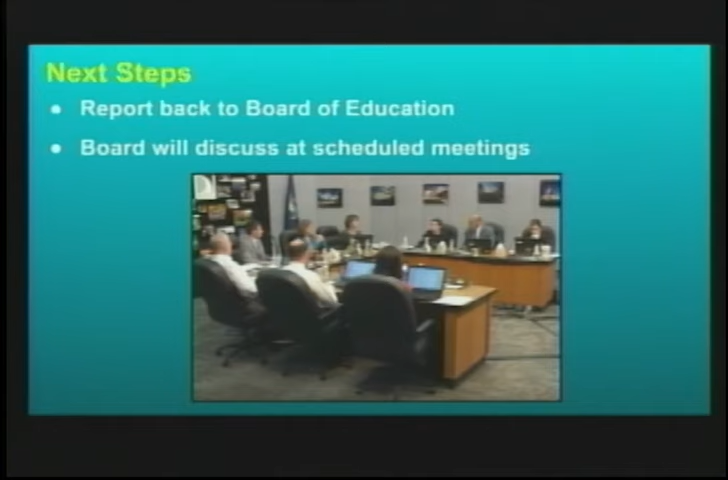 Next Steps
• Report back to Board of Education
• Board will discuss at scheduled meetings